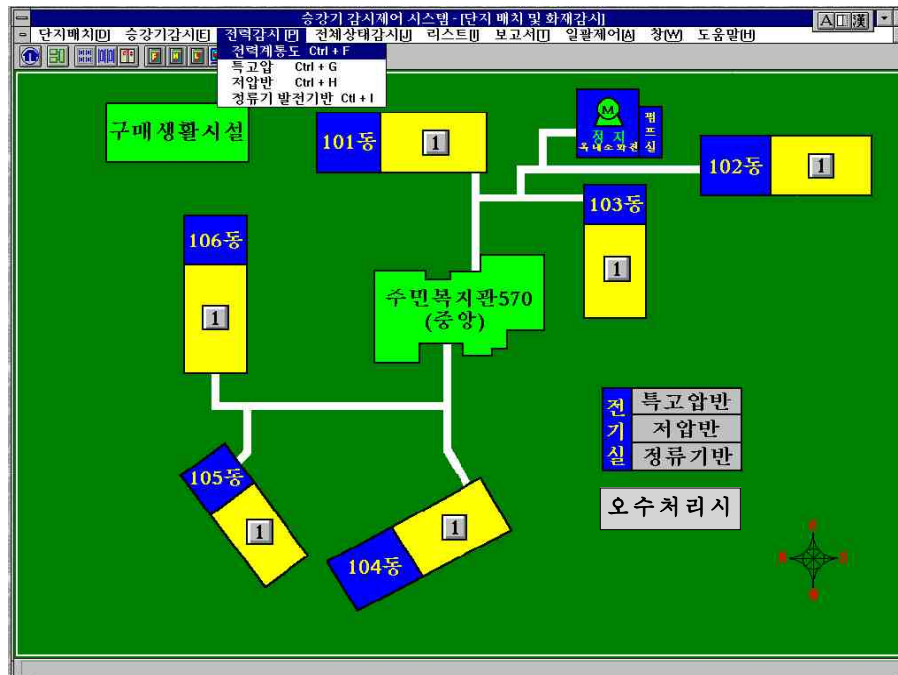 승강기 감시제어 시스템 - [단지 배치 및 화재감시]
A 漢
단지배치[D] 승강기감시[E] 전력감시[P] 전체상태감시[J] 리스트[I] 보고서[T] 일괄제어[A] 창[W] 도움말[H]
전력계통도 Ctrl + F
특고압 Ctrl + G
저압반 Ctrl + H
정류기 발전기반 Ctl + I
구매생활시설
101동 1
M
정지
옥내소화전
펌프실
102동 1
103동
1
106동
1
주민복지관570
(중앙)
전기실
특고압반
저압반
정류기반
105동
1
104동 1
오수처리시